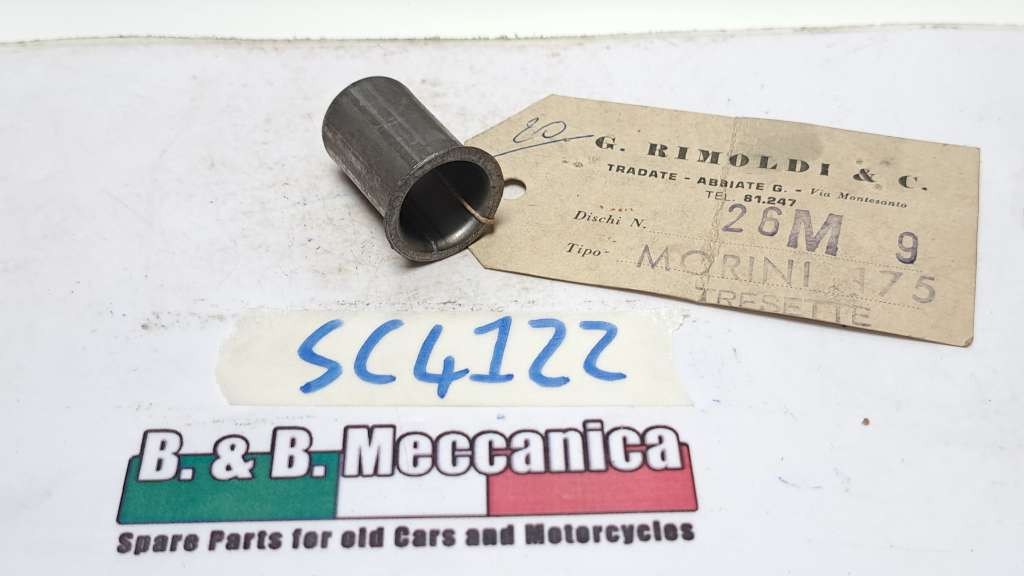 G. RIMOLDI & C.
TRADATE - ABBIATE G. - Via Montesanto
TEL. 61.247
Dischi N. 26M 9
Tipo MORINI 175
TRESETTE
SC4122
B. & B. Meccanica
Spare Parts for old Cars and Motorcycles